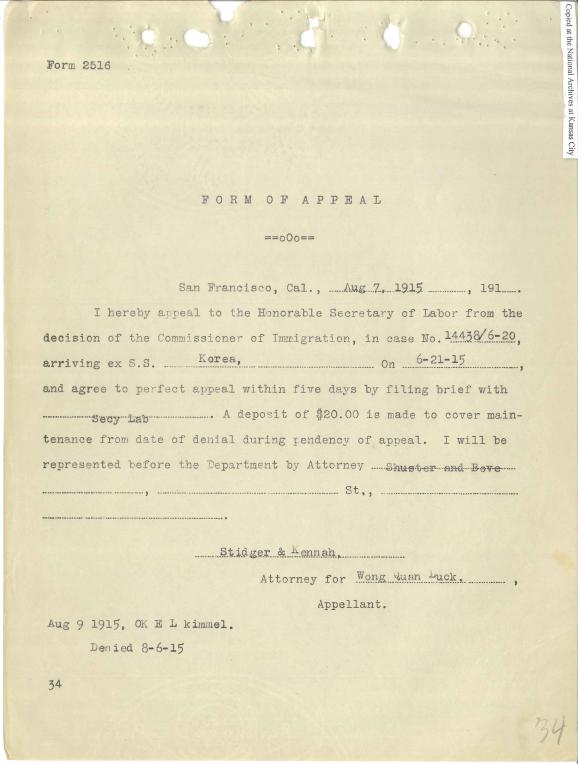 Copied at the National Archives at Kansas City
Form 2516
FORM OF APPEAL
==oOo==
San Francisco, Cal., Aug 7, 1915, 191__.
I hereby appeal to the Honorable Secretary of Labor from the
decision of the Commissioner of Immigration, in case No. 14438/6-20,
arriving ex S.S. Korea, On 6-21-15,
and agree to perfect appeal within five days by filing brief with
Secy Lab. A deposit of $20.00 is made to cover main-
tenance from date of denial during pendency of appeal. I will be
represented before the Department by Attorney Shuster and Bove
, St.,
.
Stidger & Kennah,
Attorney for Wong Quan Luck. ,
Appellant.
Aug 9 1915, OK E L kimmel.
Denied 8-6-15
34
34